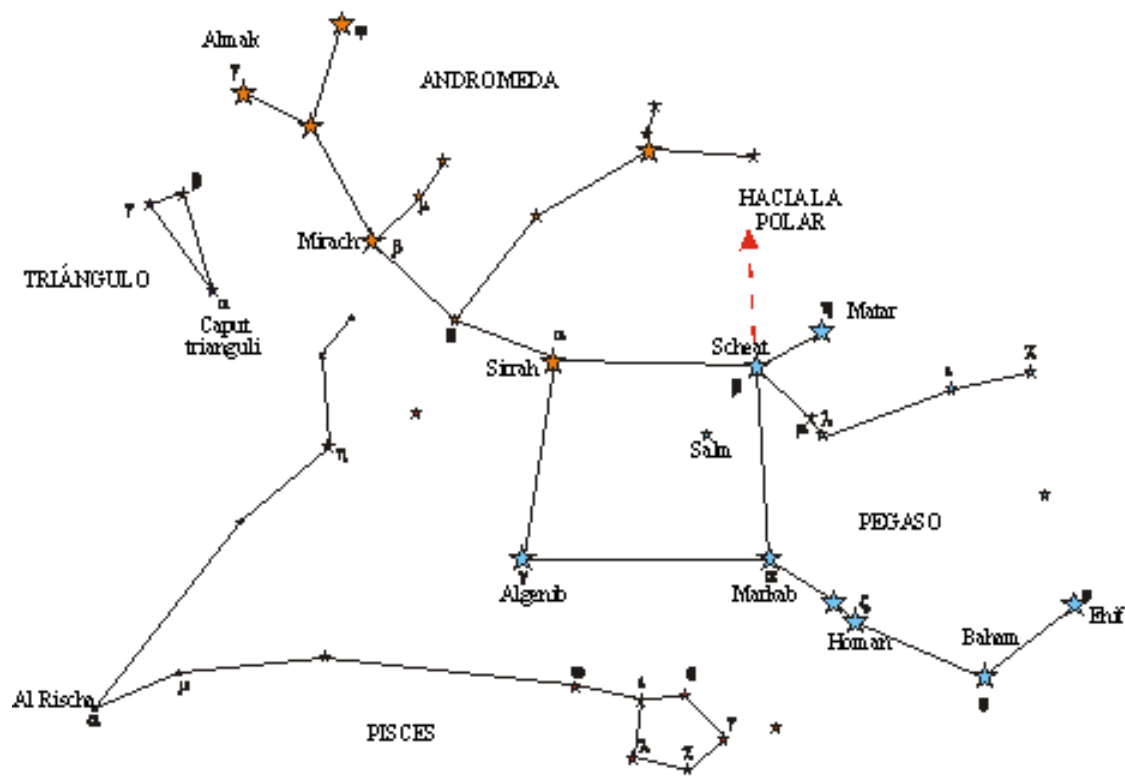 Almak
γ
φ
ANDROMEDA
β
γ
μ
HACIA LA
POLAR
Mirach
β
TRIÁNGULO
α
Caput
trianguli
α
Sirrah
Scheat
β
η
Matar
ι
χ
μ
λ
Salm
η
PEGASO
γ
Algenib
α
Markab
ζ
Homan
Baham
θ
Enif
Al Rischa
α
μ
ω
ι
θ
γ
λ
χ
PISCES